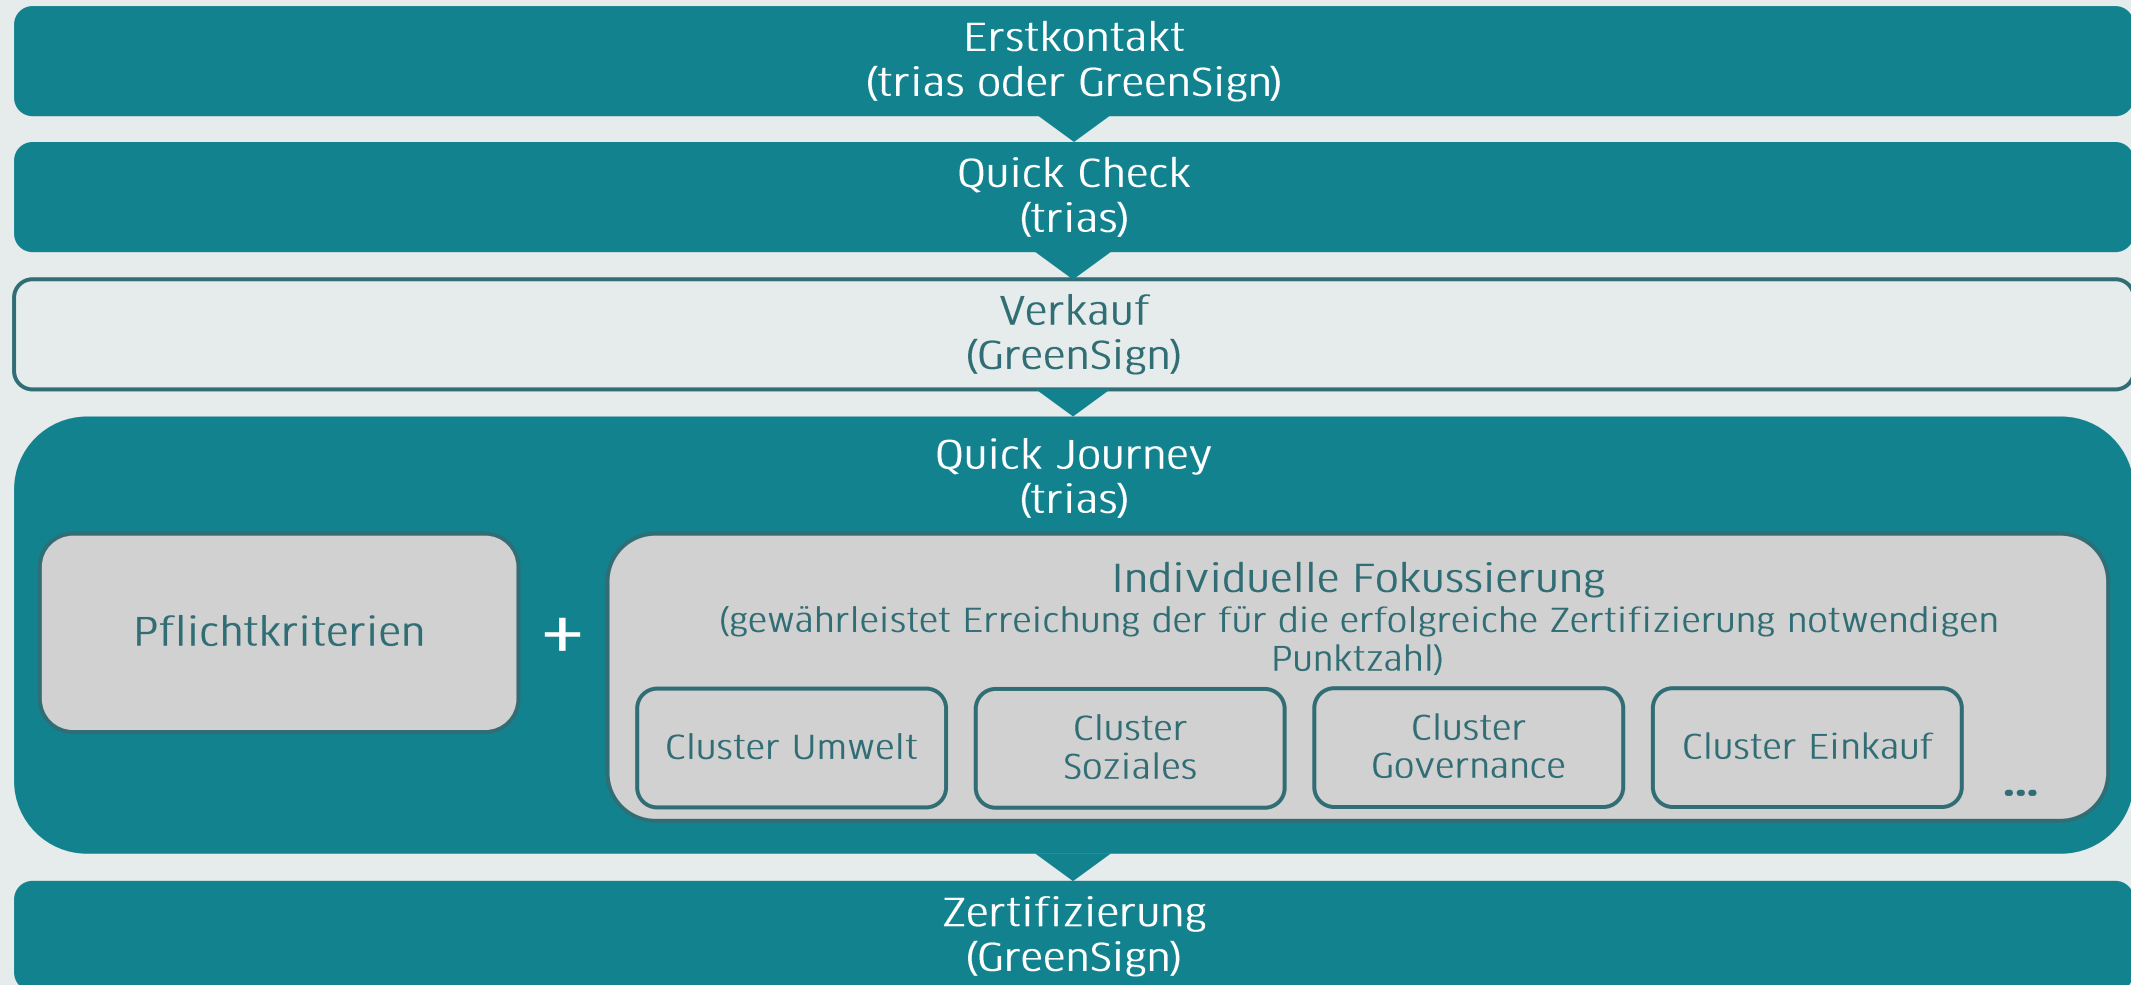 Erstkontakt
(trias oder GreenSign)
Quick Check
(trias)
Verkauf
(GreenSign)
Quick Journey
(trias)
Pflichtkriterien
+
Individuelle Fokussierung
(gewährleistet Erreichung der für die erfolgreiche Zertifizierung notwendigen
Punktzahl)
Cluster Umwelt
Cluster
Soziales
Cluster
Governance
Cluster Einkauf
...
Zertifizierung
(GreenSign)